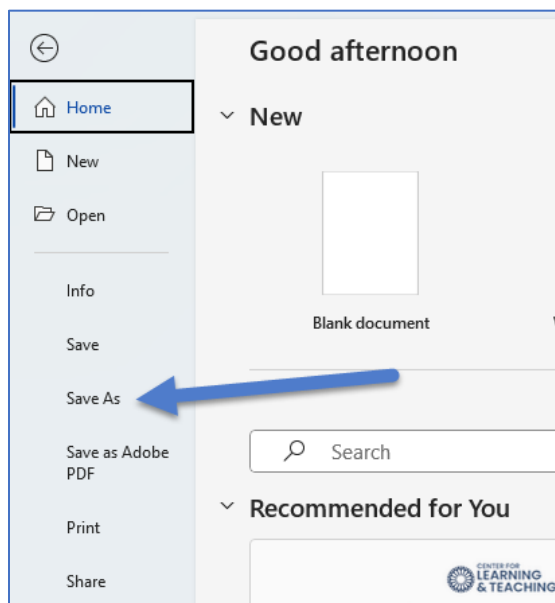 Good afternoon
Home
New
Open
Info
Save
Save As
Save as Adobe
PDF
Print
Share
New
Blank document
Search
Recommended for You
CENTER FOR
LEARNING
& TEACHING